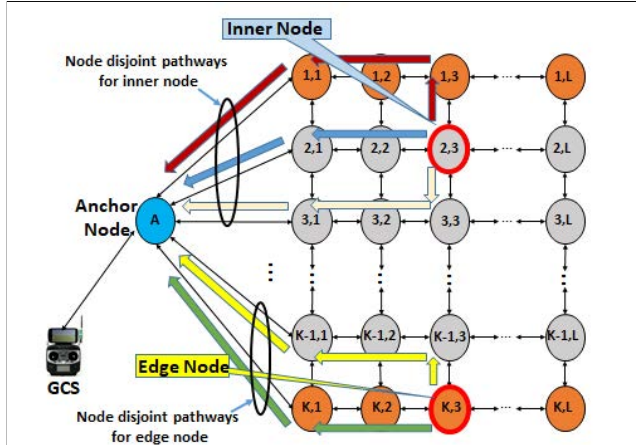 Inner Node
Node disjoint pathways
for inner node
1,1 1,2 1,3 ... 1,L
2,1 2,2 2,3 ... 2,L
Anchor
Node
A
3,1 3,2 3,3 ... 3,L
... ... ... ...
K-1,1 K-1,2 K-1,3 ... K-1,L
GCS
Edge Node
Node disjoint pathways
for edge node
K,1 K,2 K,3 ... K,L